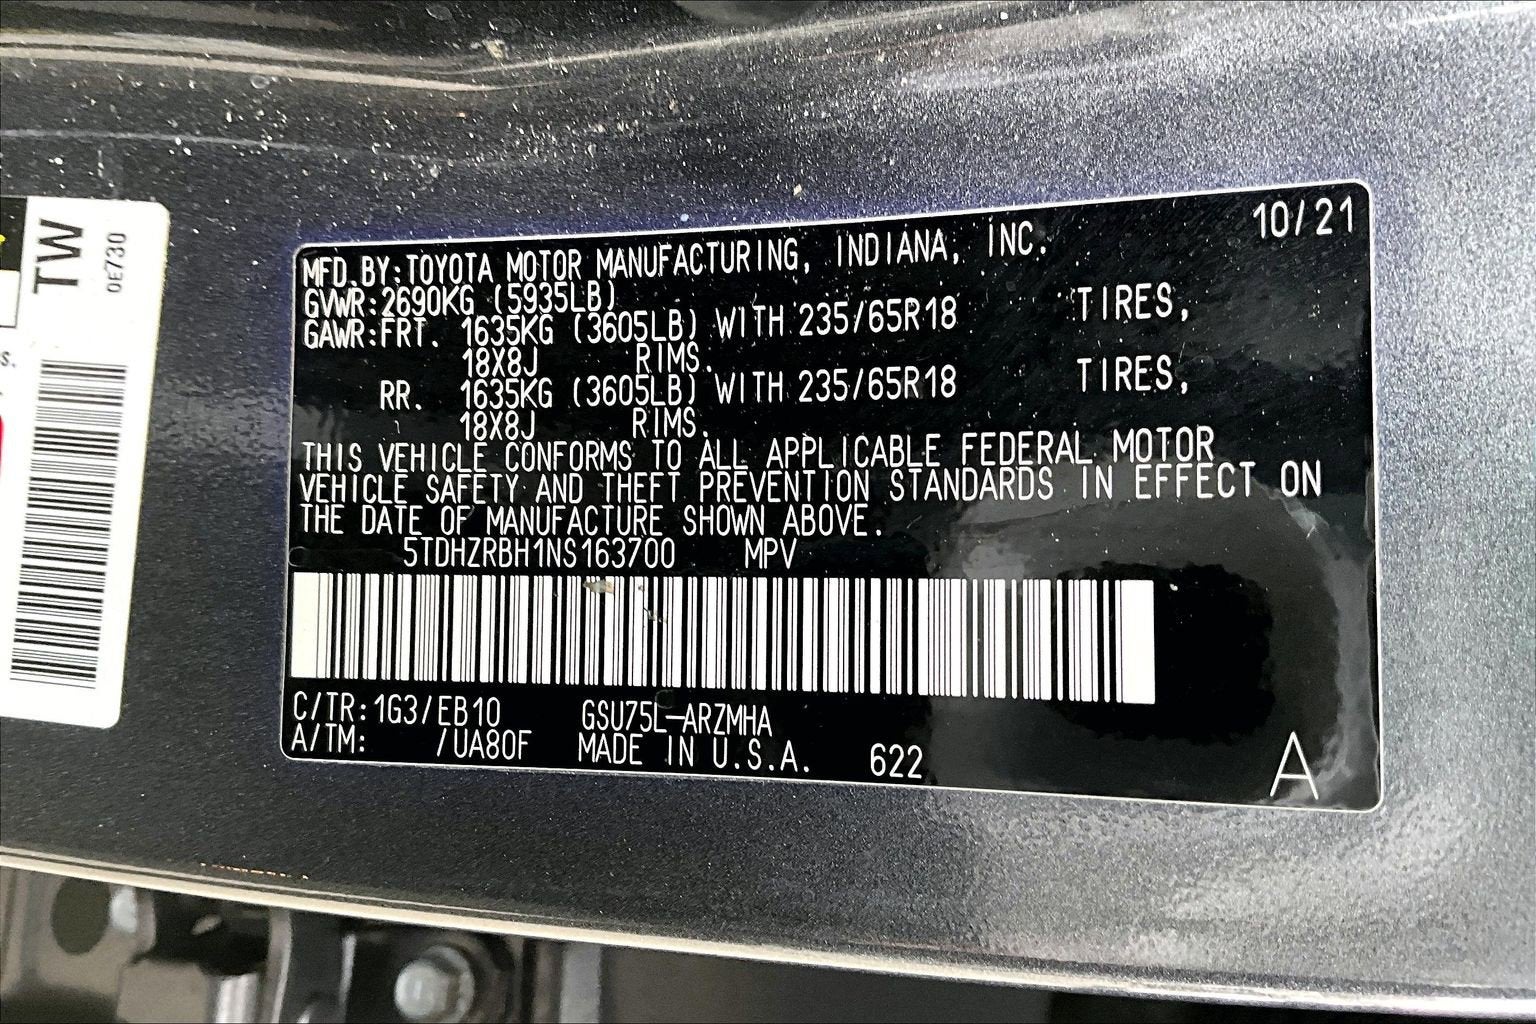 TW
0E730
10/21
MFD.BY:TOYOTA MOTOR MANUFACTURING, INDIANA, INC.
GVWR:2690KG (5935LB)
GAWR:FRT. 1635KG (3605LB) WITH 235/65R18 TIRES,
18X8J RIMS.
RR. 1635KG (3605LB) WITH 235/65R18 TIRES,
18X8J RIMS.
THIS VEHICLE CONFORMS TO ALL APPLICABLE FEDERAL MOTOR
VEHICLE SAFETY AND THEFT PREVENTION STANDARDS IN EFFECT ON
THE DATE OF MANUFACTURE SHOWN ABOVE.
5TDHZRBH1NS163700 MPV
C/TR:1G3/EB10 GSU75L-ARZMHA
A/TM: /UA80F MADE IN U.S.A. 622
A